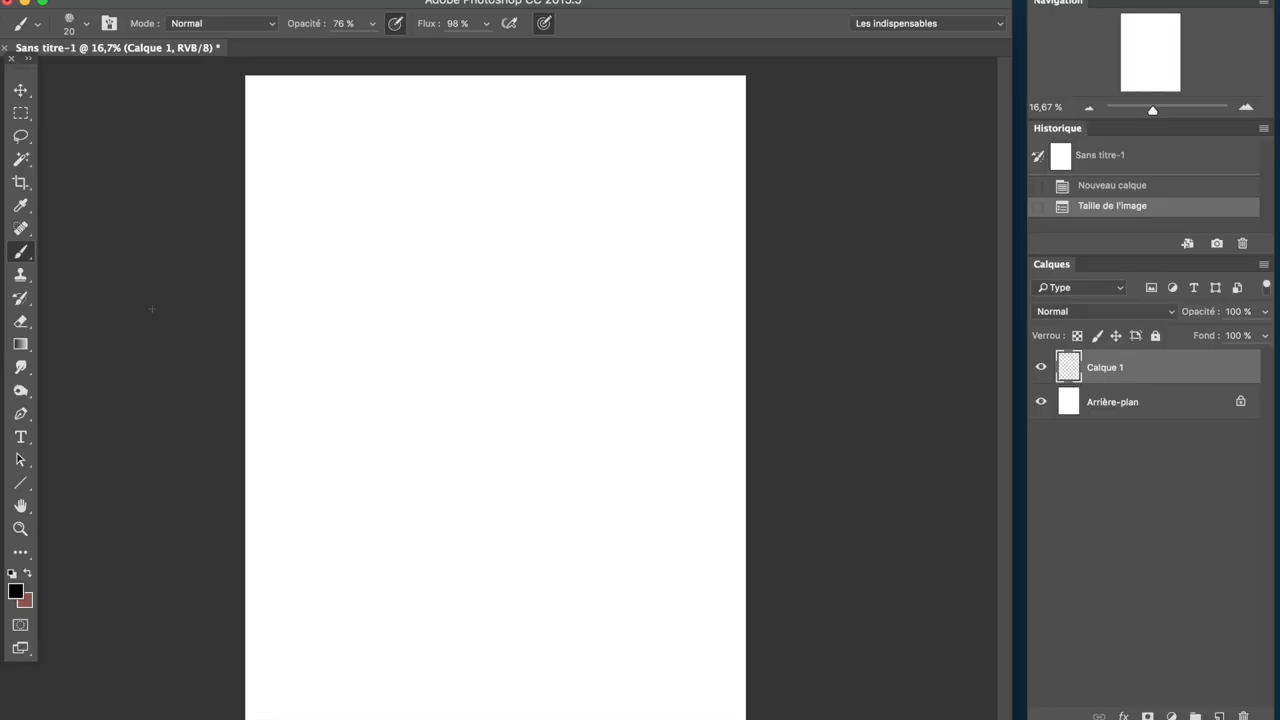 Adobe Photoshop CC 2015.5
20
Mode : Normal
Opacité : 76 %
Flux : 98 %
Les indispensables
Sans titre-1 @ 16,7% (Calque 1, RVB/8) *
Navigation
16,67 %
Historique
Sans titre-1
Nouveau calque
Taille de l'image
Calques
Type
Normal
Opacité : 100 %
Verrou :
Fond : 100 %
Calque 1
Arrière-plan
fx